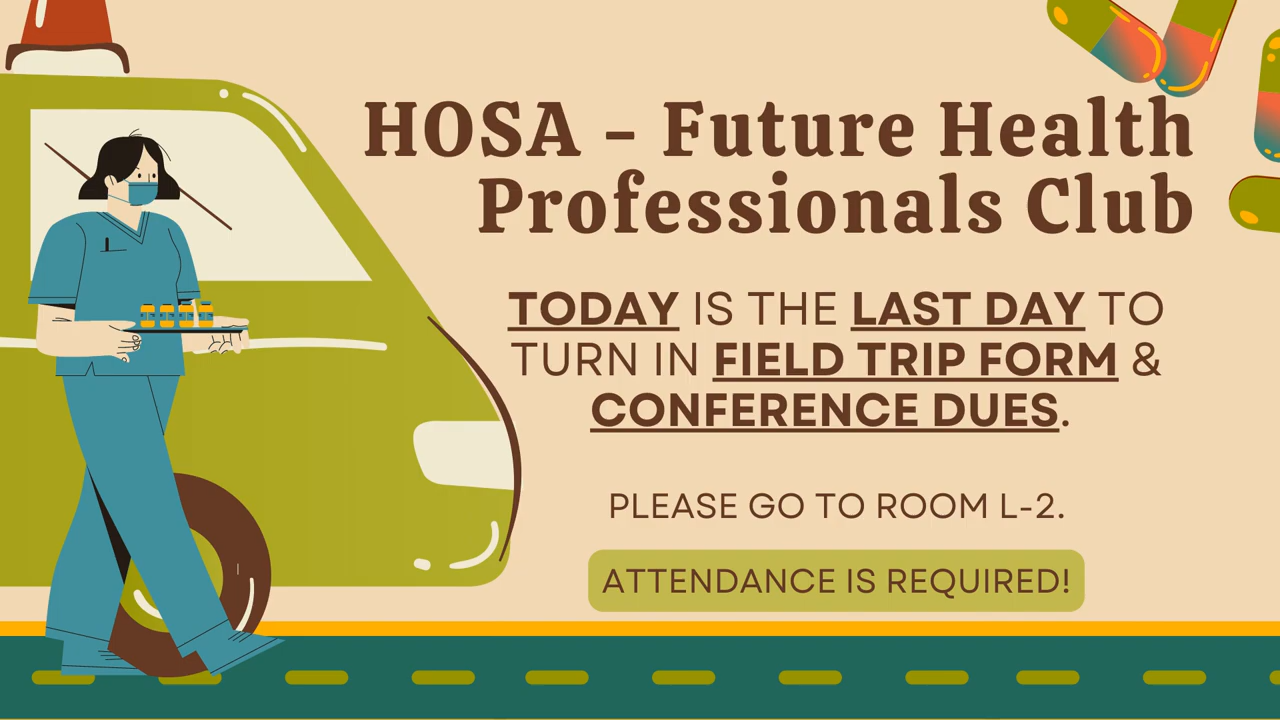 HOSA – Future Health
Professionals Club
TODAY IS THE LAST DAY TO
TURN IN FIELD TRIP FORM &
CONFERENCE DUES.
PLEASE GO TO ROOM L-2.
ATTENDANCE IS REQUIRED!